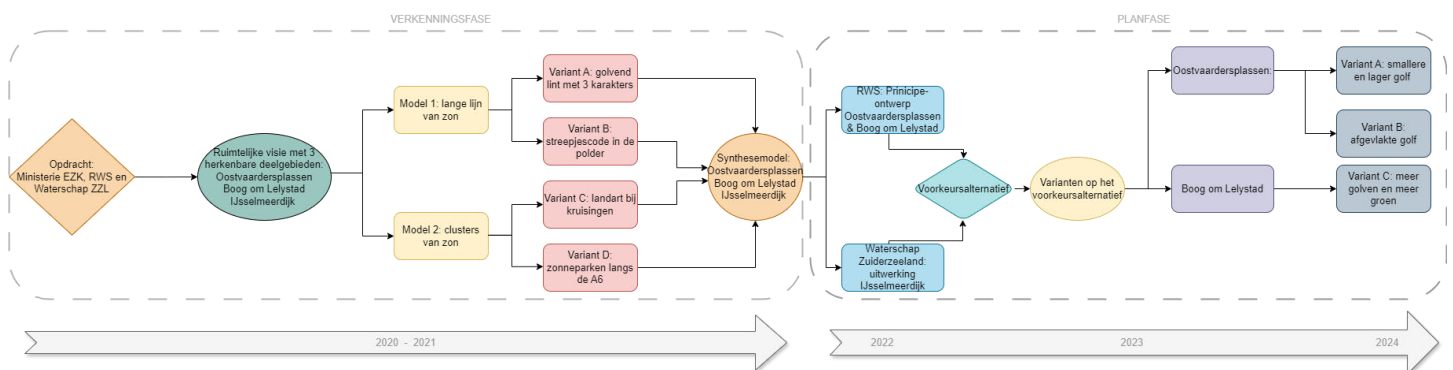 VERKENNINGSFASE
PLANFASE
Opdracht:
Ministerie EZK, RWS en
Waterschap ZZL
Ruimtelijke visie met 3
herkenbare deelgebieden:
Oostvaardersplassen
Boog om Lelystad
IJsselmeerdijk
Model 1: lange lijn
van zon
Model 2: clusters
van zon
Variant A: golvend
lint met 3 karakters
Variant B:
streepjescode in de
polder
Variant C: landart bij
kruisingen
Variant D:
zonneparken langs
de A6
Synthesemodel:
Oostvaardersplassen
Boog om Lelystad
IJsselmeerdijk
RWS: Prinicipe-
ontwerp
Oostvaardersplassen
& Boog om Lelystad
Waterschap
Zuiderzeeland:
uitwerking
IJsselmeerdijk
Voorkeursalternatief
Varianten op het
voorkeursalternatief
Oostvaardersplassen:
Boog om Lelystad
Variant A: smallere
en lager golf
Variant B:
afgevlakte golf
Variant C: meer
golven en meer
groen
2020 - 2021
2022
2023
2024